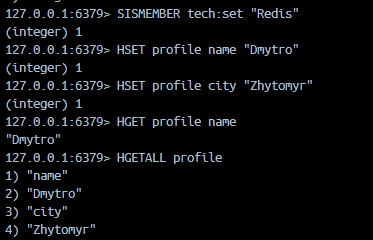 127.0.0.1:6379> SISMEMBER tech:set "Redis"
(integer) 1
127.0.0.1:6379> HSET profile name "Dmytro"
(integer) 1
127.0.0.1:6379> HSET profile city "Zhytomyr"
(integer) 1
127.0.0.1:6379> HGET profile name
"Dmytro"
127.0.0.1:6379> HGETALL profile
1) "name"
2) "Dmytro"
3) "city"
4) "Zhytomyr"